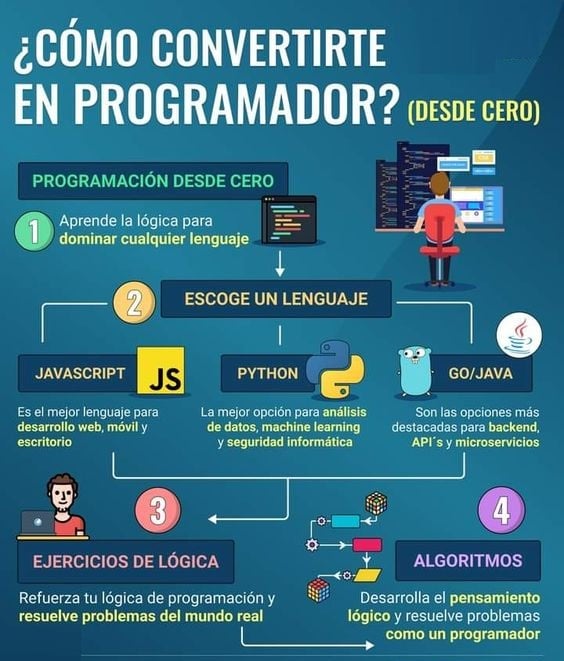 ¿CÓMO CONVERTIRTE
EN PROGRAMADOR? (DESDE CERO)
PROGRAMACIÓN DESDE CERO
1
Aprende la lógica para
dominar cualquier lenguaje
2
ESCOGE UN LENGUAJE
JAVASCRIPT
JS
Es el mejor lenguaje para
desarrollo web, móvil y
escritorio
PYTHON
La mejor opción para análisis
de datos, machine learning
y seguridad informática
GO/JAVA
Son las opciones más
destacadas para backend,
API´s y microservicios
3
EJERCICIOS DE LÓGICA
Refuerza tu lógica de programación y
resuelve problemas del mundo real
4
ALGORITMOS
Desarrolla el pensamiento
lógico y resuelve problemas
como un programador